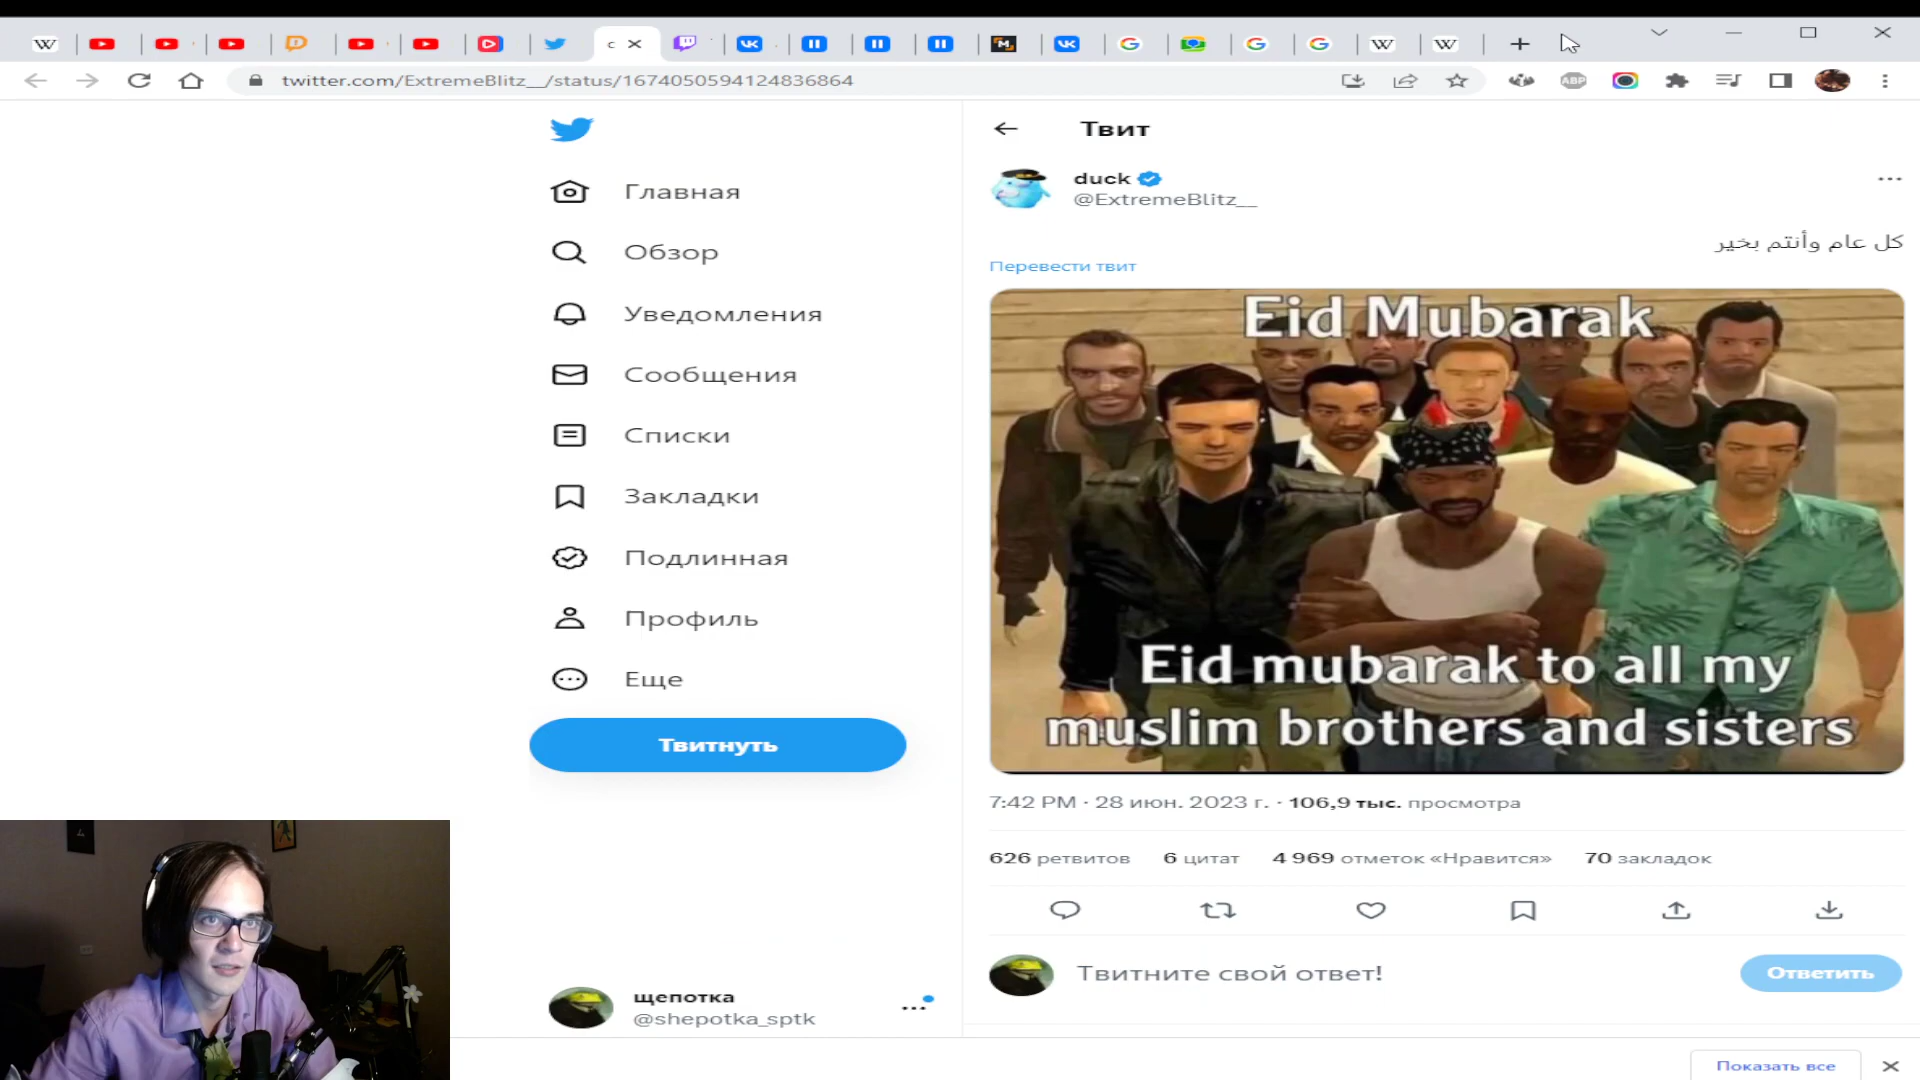 twitter.com/ExtremeBlitz__/status/1674050594124836864
Главная
Обзор
Уведомления
Сообщения
Списки
Закладки
Подлинная
Профиль
Еще
Твитнуть
щепотка
@shepotka_sptk
Твит
duck
@ExtremeBlitz__
كل عام وأنتم بخير
Перевести твит
Eid Mubarak
Eid mubarak to all my
muslim brothers and sisters
7:42 PM · 28 июн. 2023 г. · 106,9 тыс. просмотра
626 ретвитов 6 цитат 4 969 отметок «Нравится» 70 закладок
Твитните свой ответ!
Ответить
Показать все